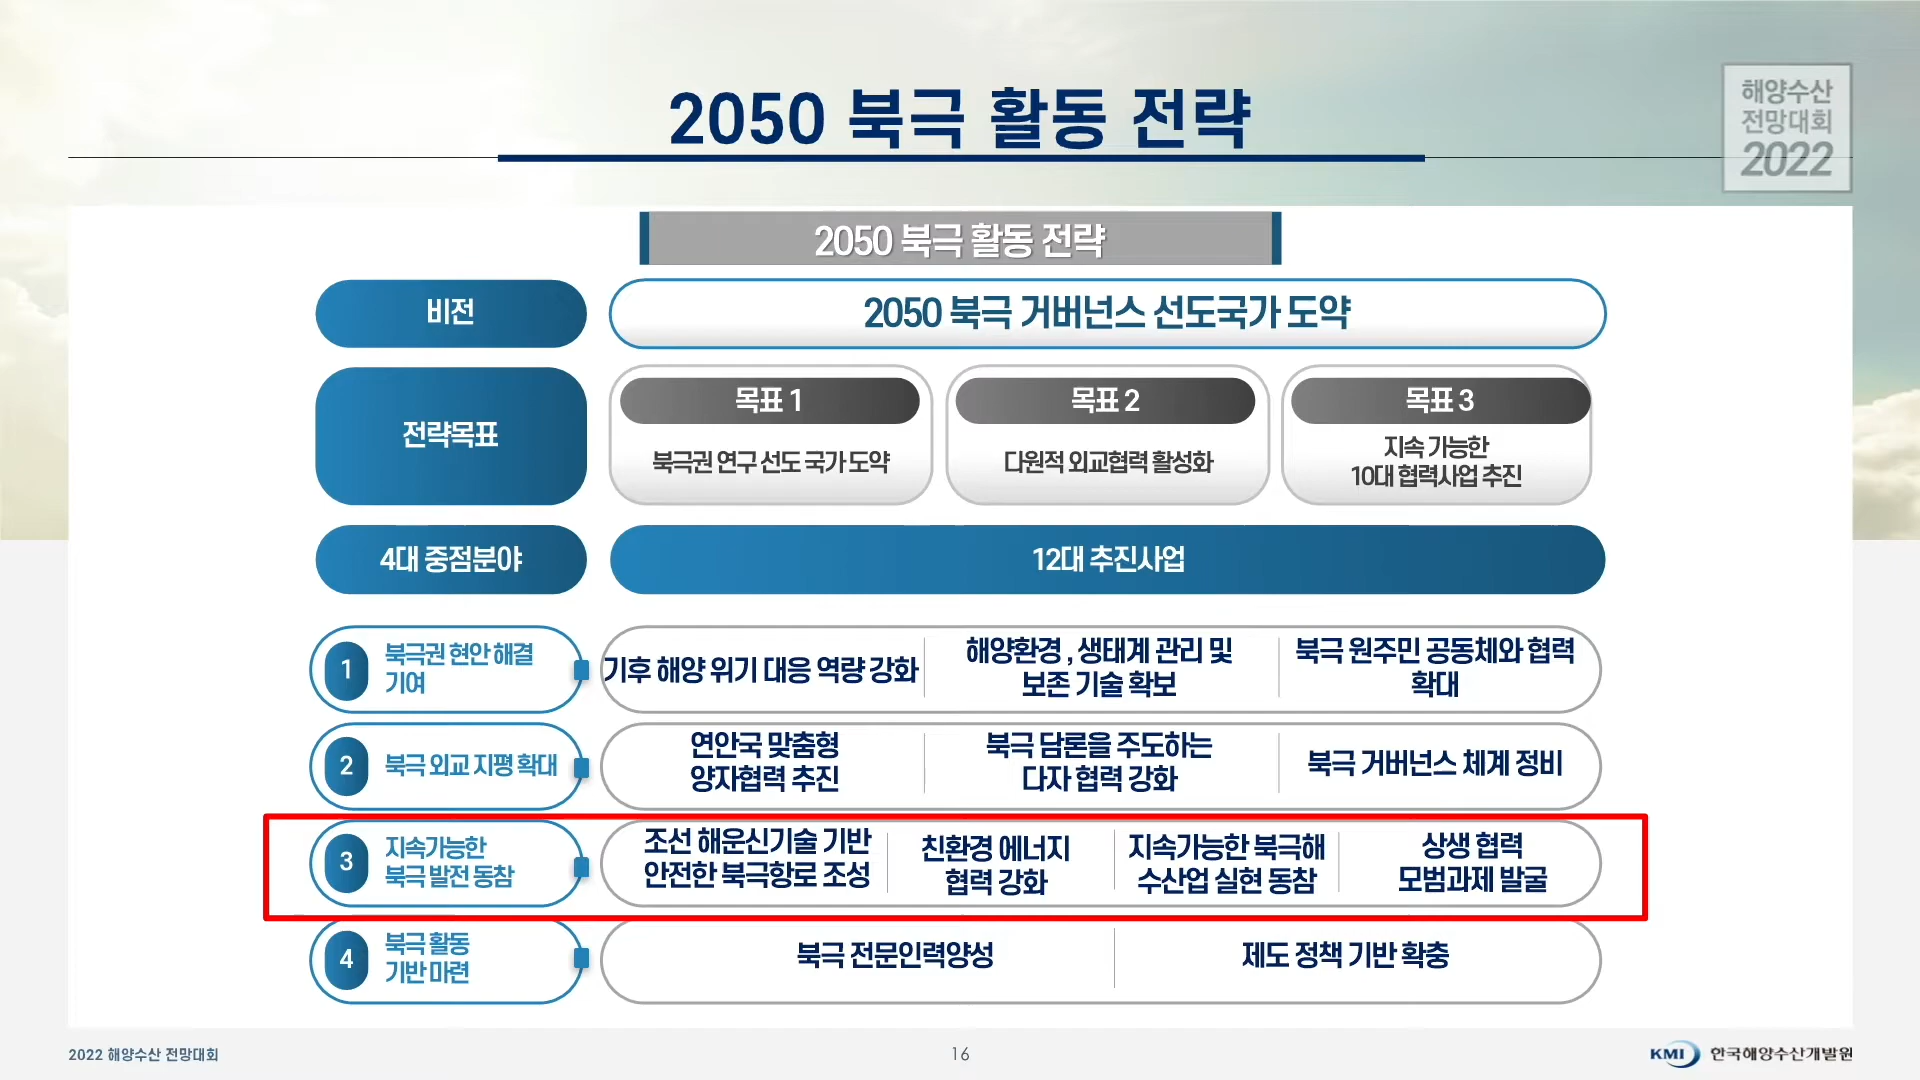 2050 북극 활동 전략
해양수산
전망대회
2022
2050 북극 활동 전략
비전
2050 북극 거버넌스 선도국가 도약
전략목표
목표 1
북극권 연구 선도 국가 도약
목표 2
다원적 외교협력 활성화
목표 3
지속 가능한
10대 협력사업 추진
4대 중점분야
12대 추진사업
1
북극권 현안 해결
기여
기후 해양 위기 대응 역량 강화
해양환경 , 생태계 관리 및
보존 기술 확보
북극 원주민 공동체와 협력
확대
2
북극 외교 지평 확대
연안국 맞춤형
양자협력 추진
북극 담론을 주도하는
다자 협력 강화
북극 거버넌스 체계 정비
3
지속가능한
북극 발전 동참
조선 해운신기술 기반
안전한 북극항로 조성
친환경 에너지
협력 강화
지속가능한 북극해
수산업 실현 동참
상생 협력
모범과제 발굴
4
북극 활동
기반 마련
북극 전문인력양성
제도 정책 기반 확충
2022 해양수산 전망대회
16
KMI 한국해양수산개발원